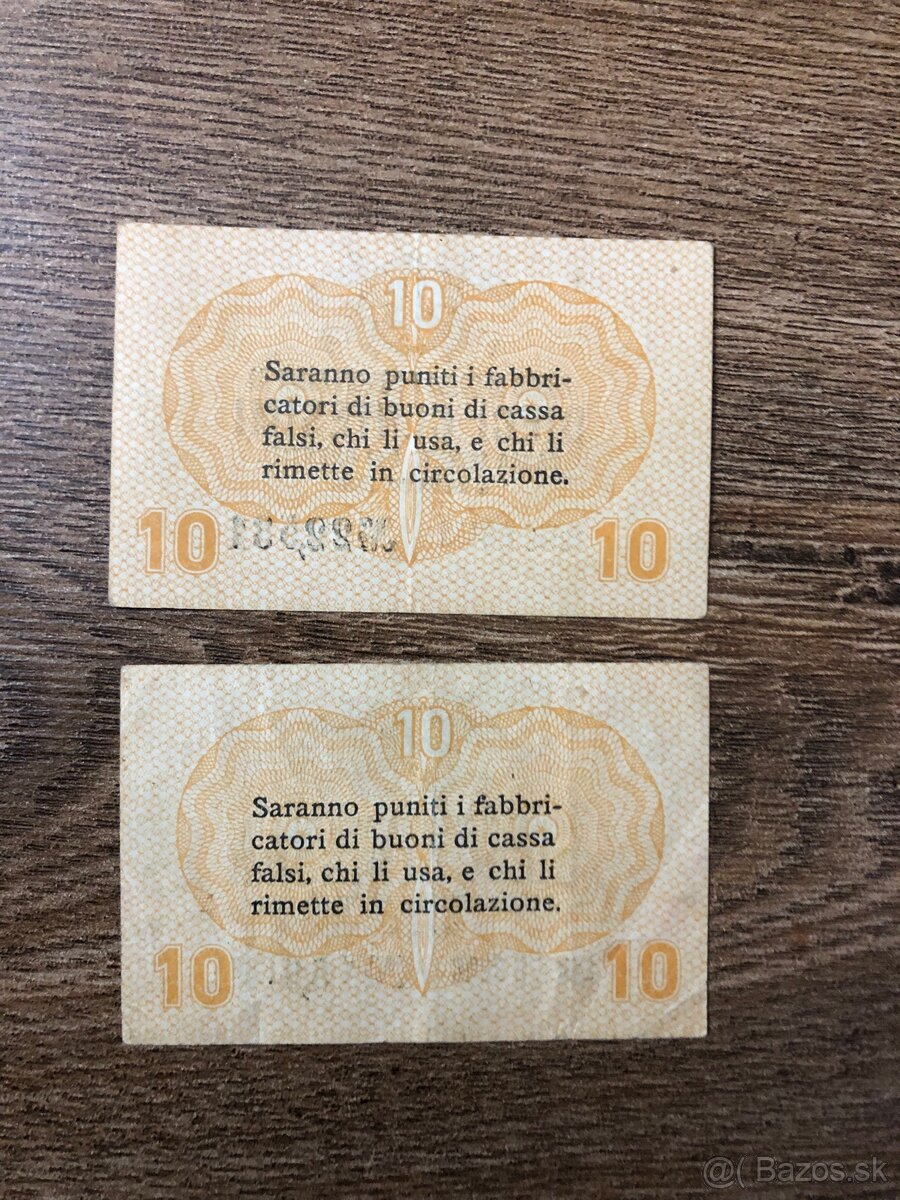 10
Saranno puniti i fabbri-
catori di buoni di cassa
falsi, chi li usa, e chi li
rimette in circolazione.
10 10
10
Saranno puniti i fabbri-
catori di buoni di cassa
falsi, chi li usa, e chi li
rimette in circolazione.
10 10
@( Bazos.sk